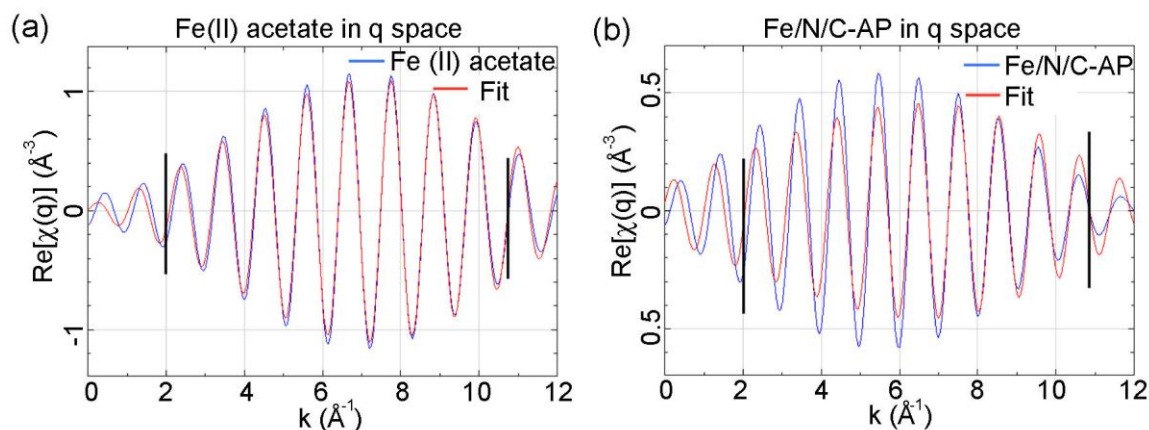 (a)
Fe(II) acetate in q space
Fe (II) acetate
Fit
Re[χ(q)] (Å⁻³)
1
0
-1
0 2 4 6 8 10 12
k (Å⁻¹)
(b)
Fe/N/C-AP in q space
Fe/N/C-AP
Fit
Re[χ(q)] (Å⁻³)
0.5
0
0.5
0 2 4 6 8 10 12
k (Å⁻¹)